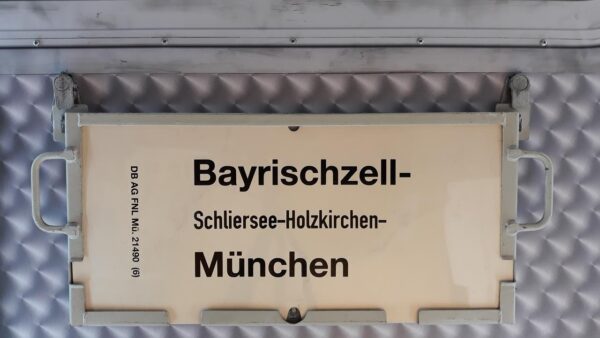 DB AG FNL Mü. 21490 (6)
Bayrischzell-
Schliersee-Holzkirchen-
München